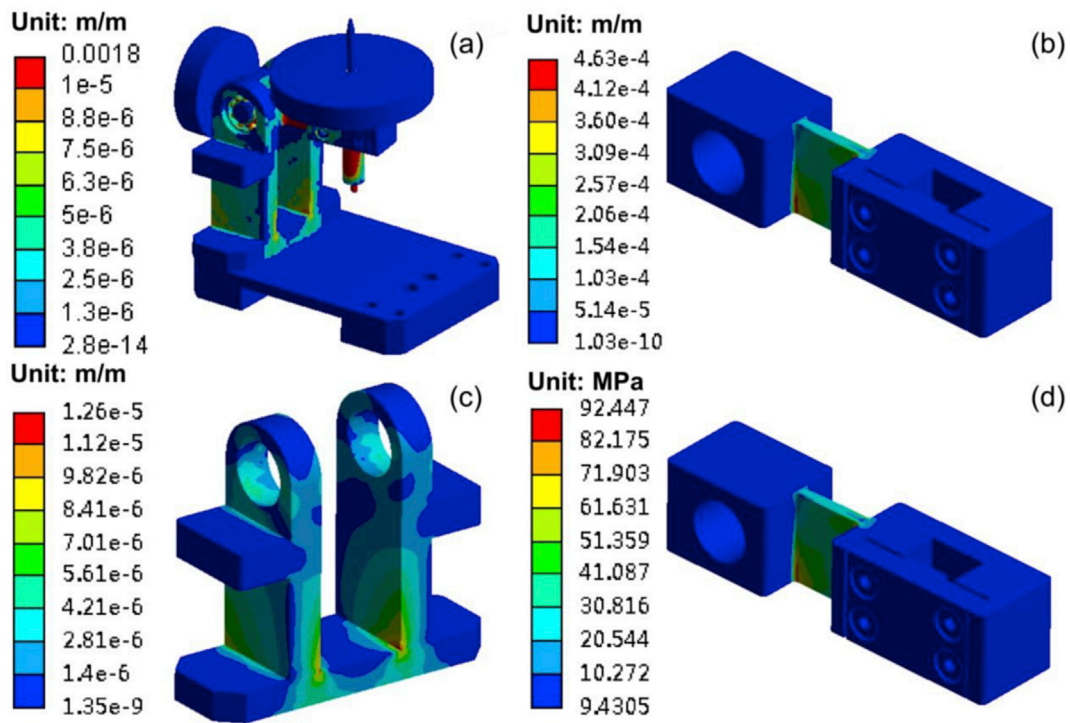 Unit: m/m
0.0018
1e-5
8.8e-6
7.5e-6
6.3e-6
5e-6
3.8e-6
2.5e-6
1.3e-6
2.8e-14
(a)
Unit: m/m
4.63e-4
4.12e-4
3.60e-4
3.09e-4
2.57e-4
2.06e-4
1.54e-4
1.03e-4
5.14e-5
1.03e-10
(b)
Unit: m/m
1.26e-5
1.12e-5
9.82e-6
8.41e-6
7.01e-6
5.61e-6
4.21e-6
2.81e-6
1.4e-6
1.35e-9
(c)
Unit: MPa
92.447
82.175
71.903
61.631
51.359
41.087
30.816
20.544
10.272
9.4305
(d)